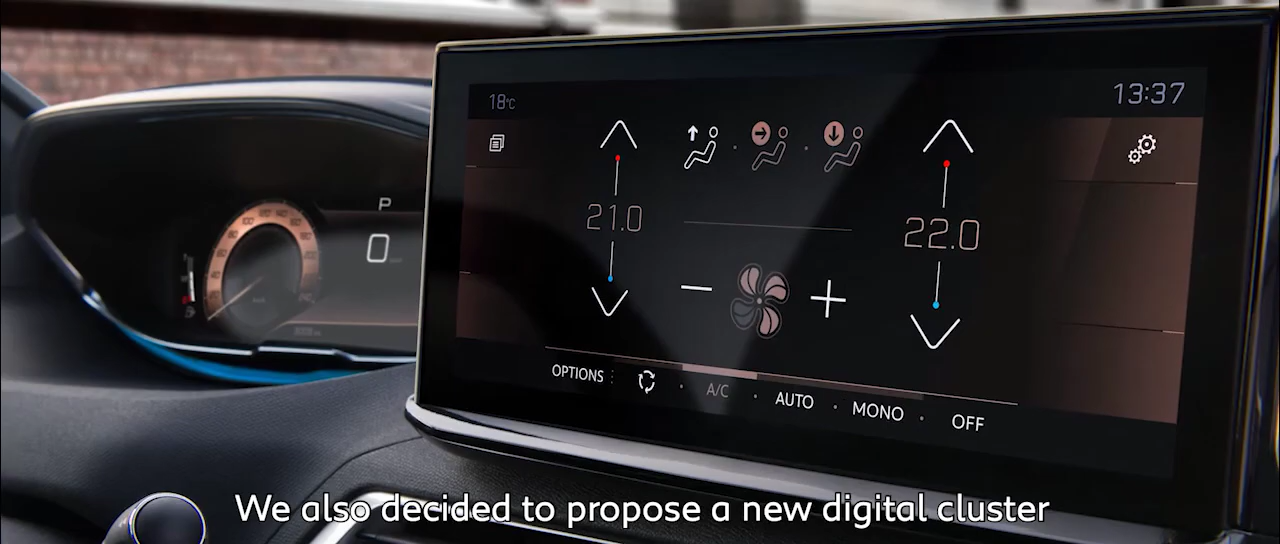 18°C
13:37
P
0
21.0
22.0
OPTIONS
A/C
AUTO
MONO
OFF
We also decided to propose a new digital cluster